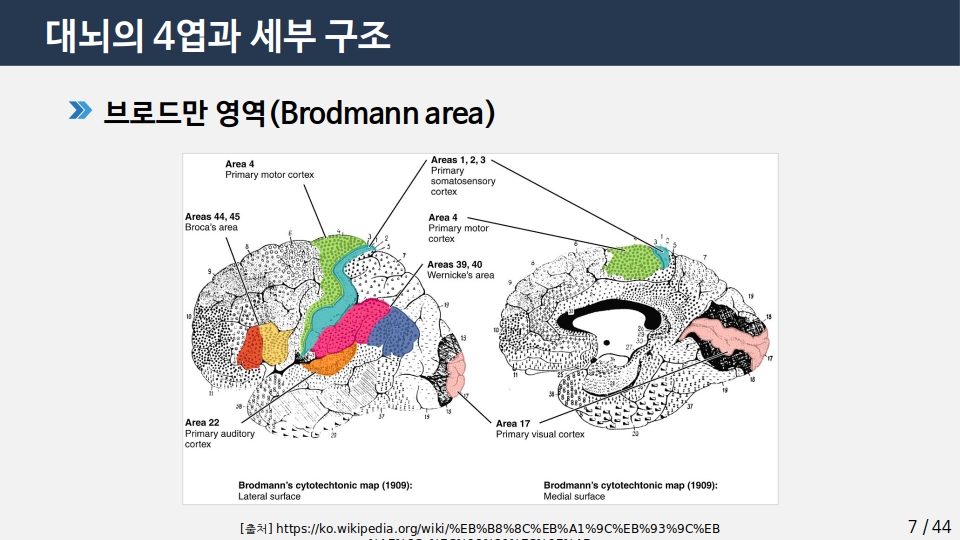 대뇌의 4엽과 세부 구조
브로드만 영역(Brodmann area)
Area 4
Primary motor cortex
Areas 1, 2, 3
Primary
somatosensory
cortex
Areas 44, 45
Broca's area
Area 4
Primary motor
cortex
Areas 39, 40
Wernicke's area
Area 22
Primary auditory
cortex
Area 17
Primary visual cortex
Brodmann's cytotechtonic map (1909):
Lateral surface
Brodmann's cytotechtonic map (1909):
Medial surface
[출처] https://ko.wikipedia.org/wiki/%EB%B8%8C%EB%A1%9C%EB%93%9C%EB
7 / 44